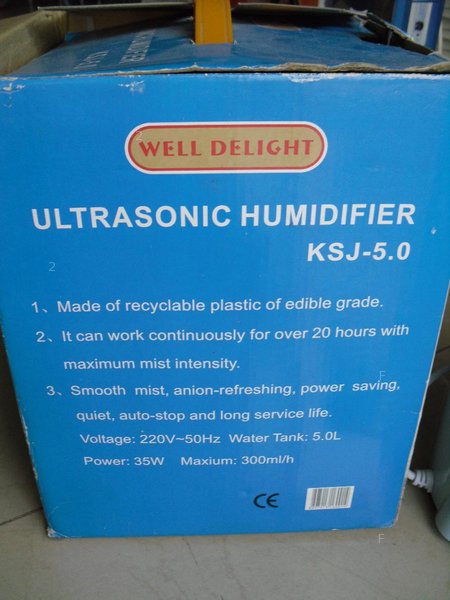 WELL DELIGHT
ULTRASONIC HUMIDIFIER
KSJ-5.0
1、Made of recyclable plastic of edible grade.
2、It can work continuously for over 20 hours with
maximum mist intensity.
3、Smooth mist, anion-refreshing, power saving,
quiet, auto-stop and long service life.
Voltage: 220V~50Hz Water Tank: 5.0L
Power: 35W Maxium: 300ml/h
CE